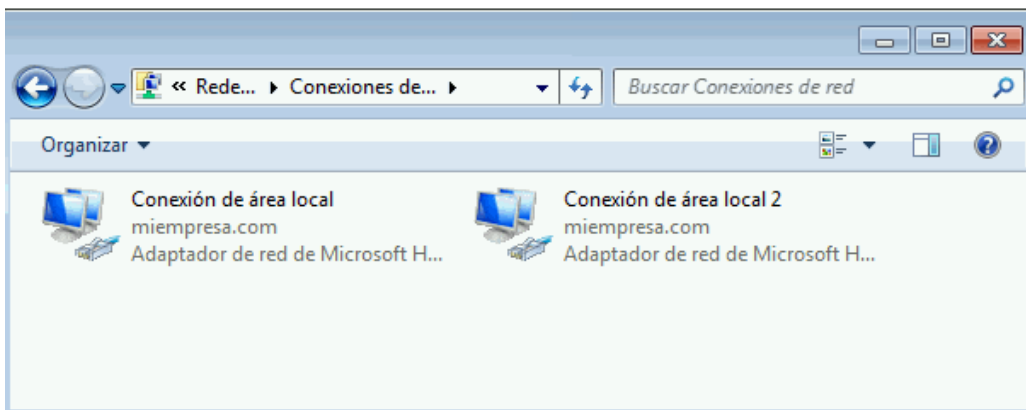 « Rede... Conexiones de... Buscar Conexiones de red
Organizar
Conexión de área local
miempresa.com
Adaptador de red de Microsoft H...
Conexión de área local 2
miempresa.com
Adaptador de red de Microsoft H...